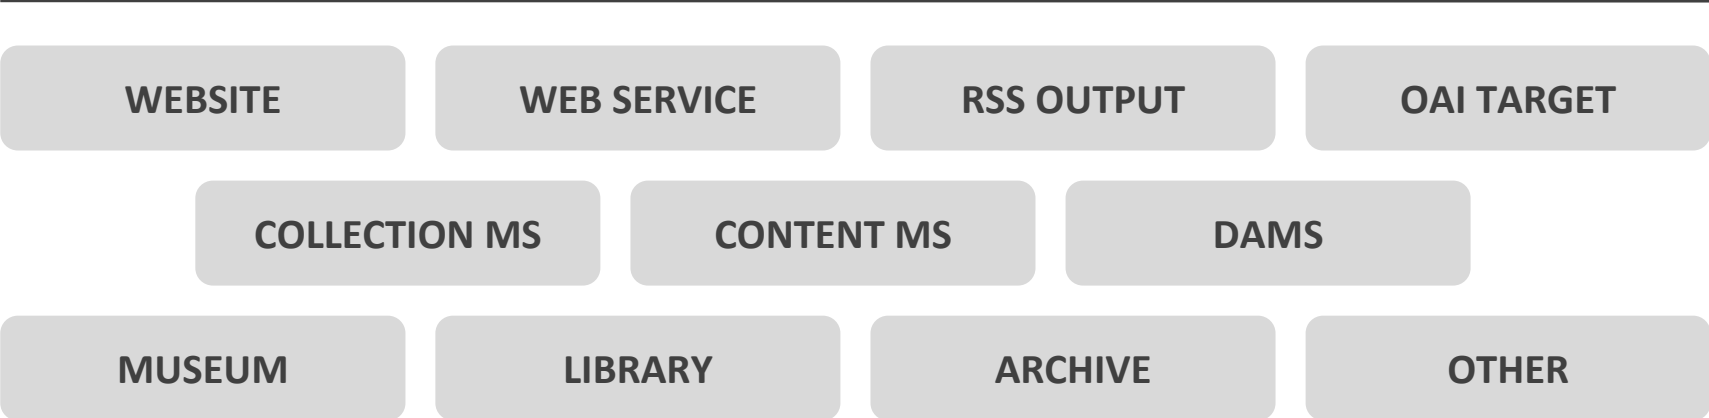 WEBSITE WEB SERVICE RSS OUTPUT OAI TARGET
COLLECTION MS CONTENT MS DAMS
MUSEUM LIBRARY ARCHIVE OTHER